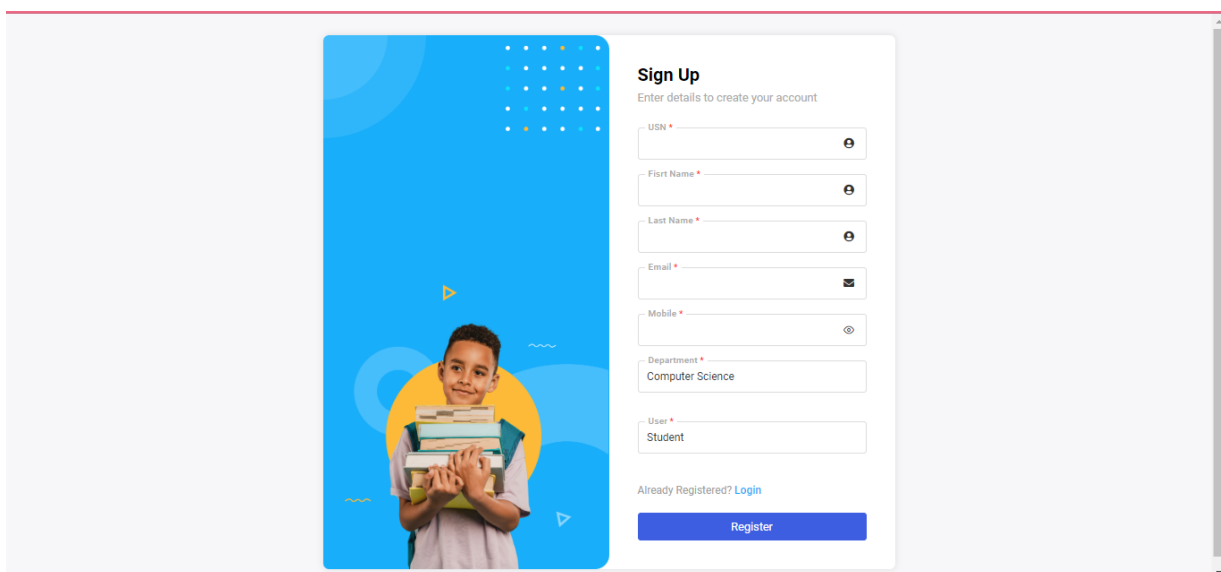 Sign Up
Enter details to create your account
USN *
Fisrt Name *
Last Name *
Email *
Mobile *
Department *
Computer Science
User *
Student
Already Registered? Login
Register